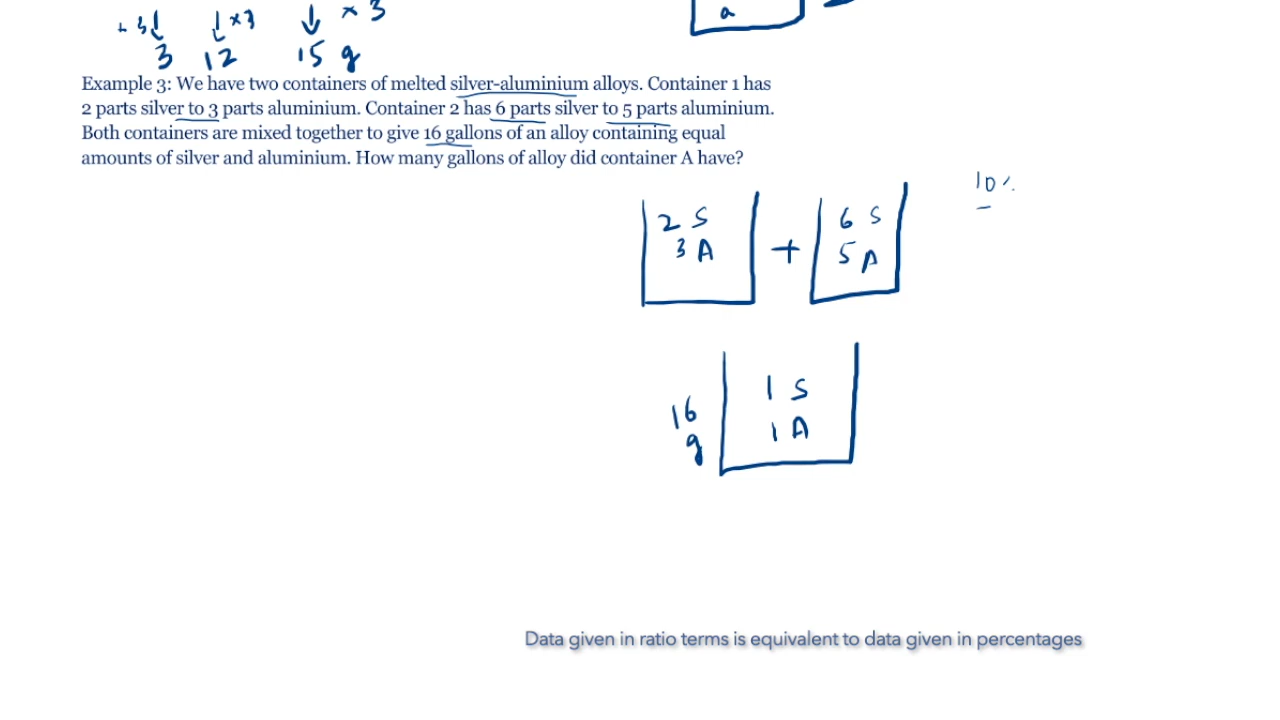 + 3 ×3 × 3
3 12 15 g
a
Example 3: We have two containers of melted silver-aluminium alloys. Container 1 has
2 parts silver to 3 parts aluminium. Container 2 has 6 parts silver to 5 parts aluminium.
Both containers are mixed together to give 16 gallons of an alloy containing equal
amounts of silver and aluminium. How many gallons of alloy did container A have?
10%
2 S + 6 S
3 A 5 A
16 1 S
g 1 A
Data given in ratio terms is equivalent to data given in percentages